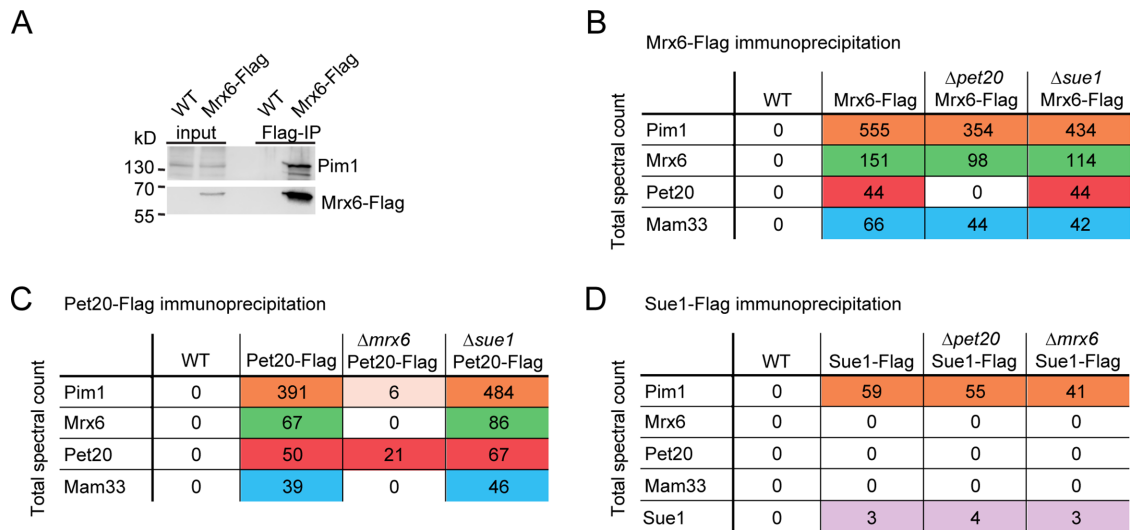 A
WT
Mrx6-Flag
WT
Mrx6-Flag
kD
input
Flag-IP
130
Pim1
70
Mrx6-Flag
55
B
Mrx6-Flag immunoprecipitation
Δpet20 Δsue1
WT Mrx6-Flag Mrx6-Flag Mrx6-Flag
Total spectral count
Pim1 0 555 354 434
Mrx6 0 151 98 114
Pet20 0 44 0 44
Mam33 0 66 44 42
C
Pet20-Flag immunoprecipitation
Δmrx6 Δsue1
WT Pet20-Flag Pet20-Flag Pet20-Flag
Total spectral count
Pim1 0 391 6 484
Mrx6 0 67 0 86
Pet20 0 50 21 67
Mam33 0 39 0 46
D
Sue1-Flag immunoprecipitation
Δpet20 Δmrx6
WT Sue1-Flag Sue1-Flag Sue1-Flag
Total spectral count
Pim1 0 59 55 41
Mrx6 0 0 0 0
Pet20 0 0 0 0
Mam33 0 0 0 0
Sue1 0 3 4 3